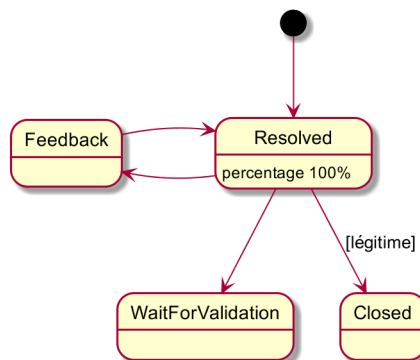 Feedback
Resolved
percentage 100%
[légitime]
WaitForValidation
Closed